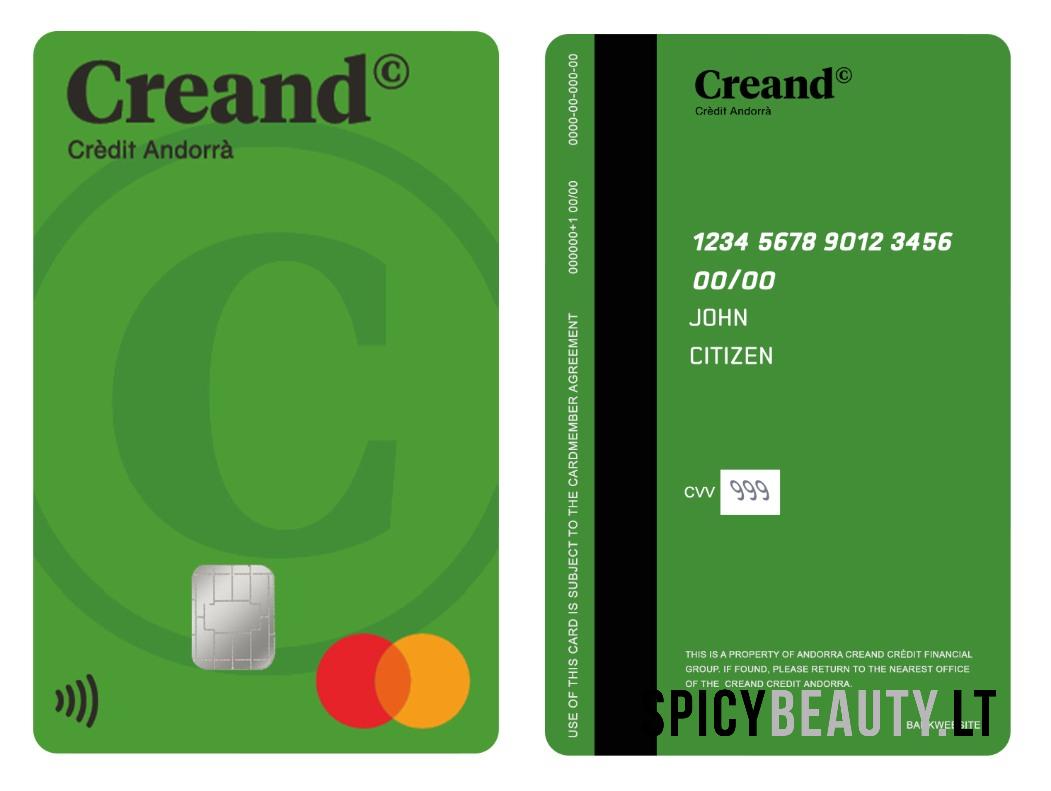 Creand©
Crèdit Andorrà
Creand©
Crèdit Andorrà
0000-00-000-00
000000+1 00/00
USE OF THIS CARD IS SUBJECT TO THE CARDMEMBER AGREEMENT
1234 5678 9012 3456
00/00
JOHN
CITIZEN
CVV 999
THIS IS A PROPERTY OF ANDORRA CREAND CRÈDIT FINANCIAL
GROUP. IF FOUND, PLEASE RETURN TO THE NEAREST OFFICE
OF THE CREAND CREDIT ANDORRA.
BANKWEBSITE
SPICYBEAUTY.LT